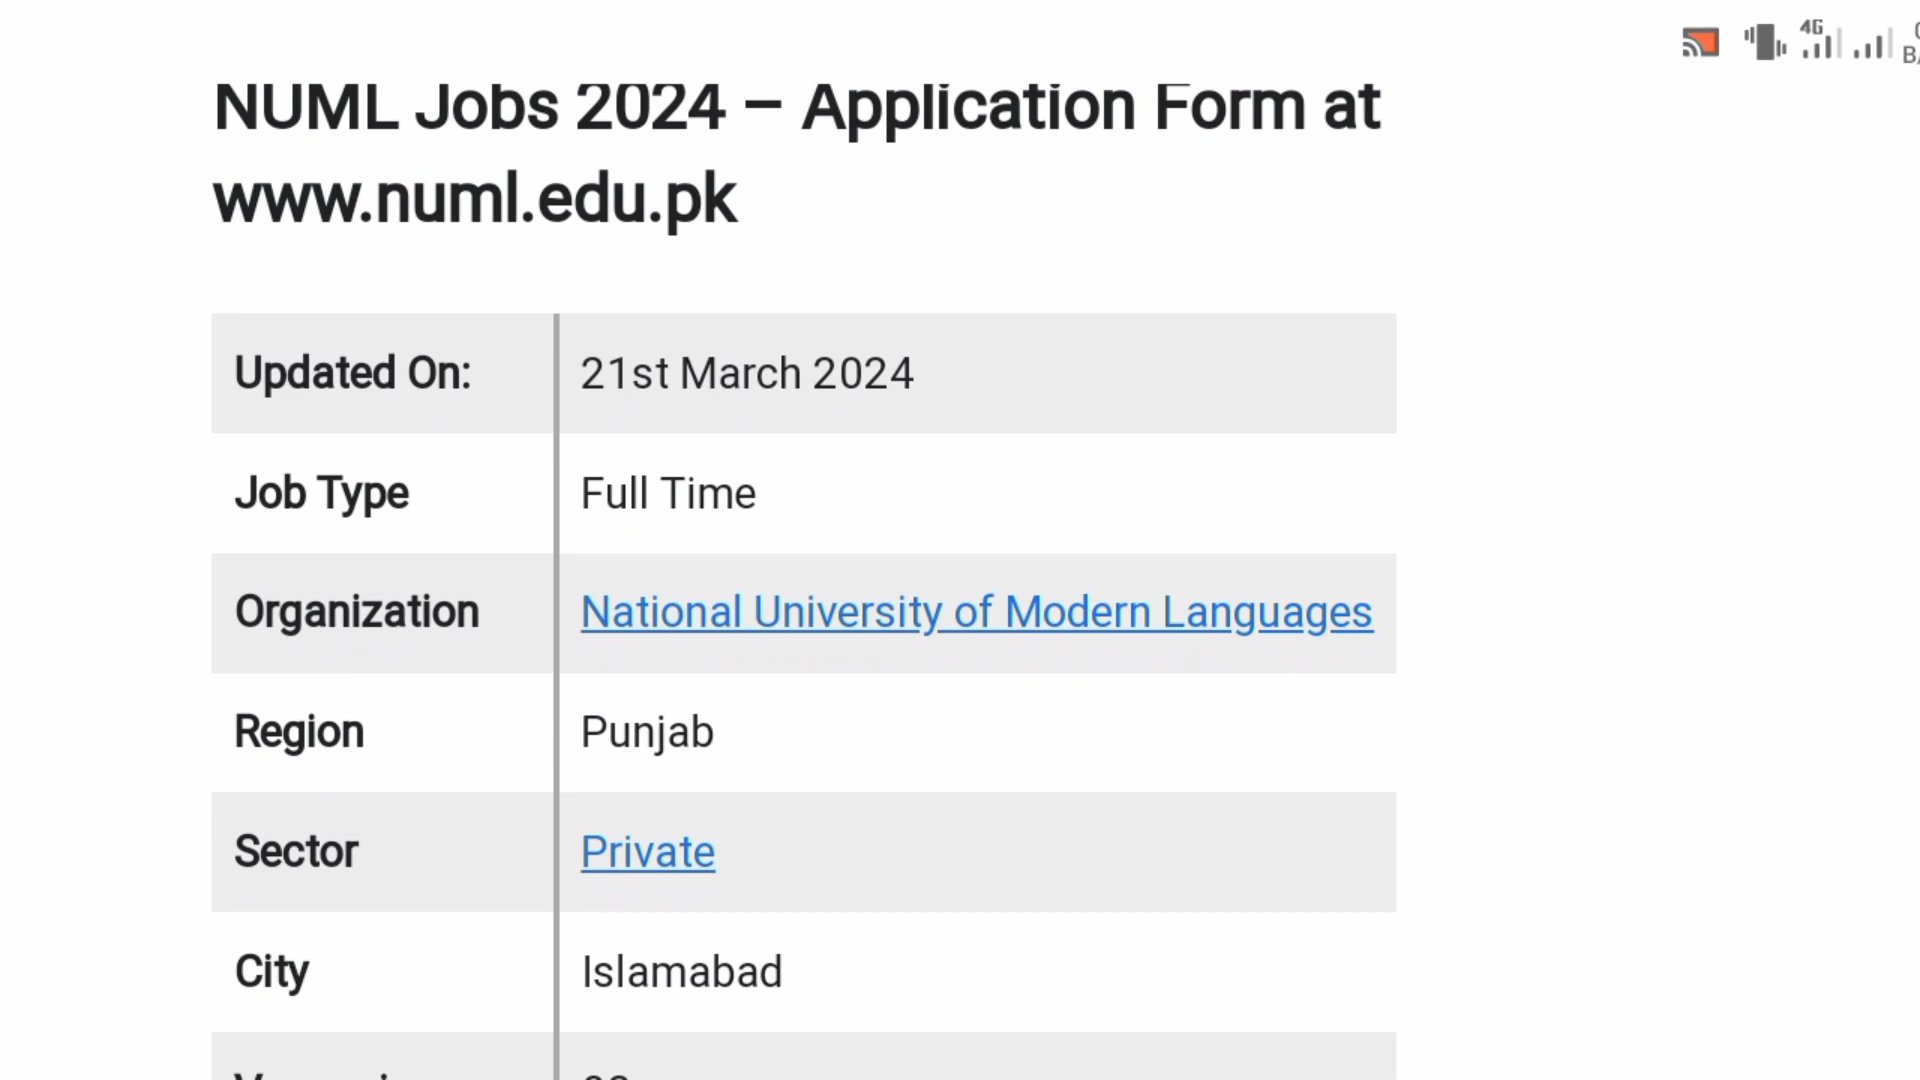 4G
NUML Jobs 2024 – Application Form at
www.numl.edu.pk
Updated On: 21st March 2024
Job Type Full Time
Organization National University of Modern Languages
Region Punjab
Sector Private
City Islamabad